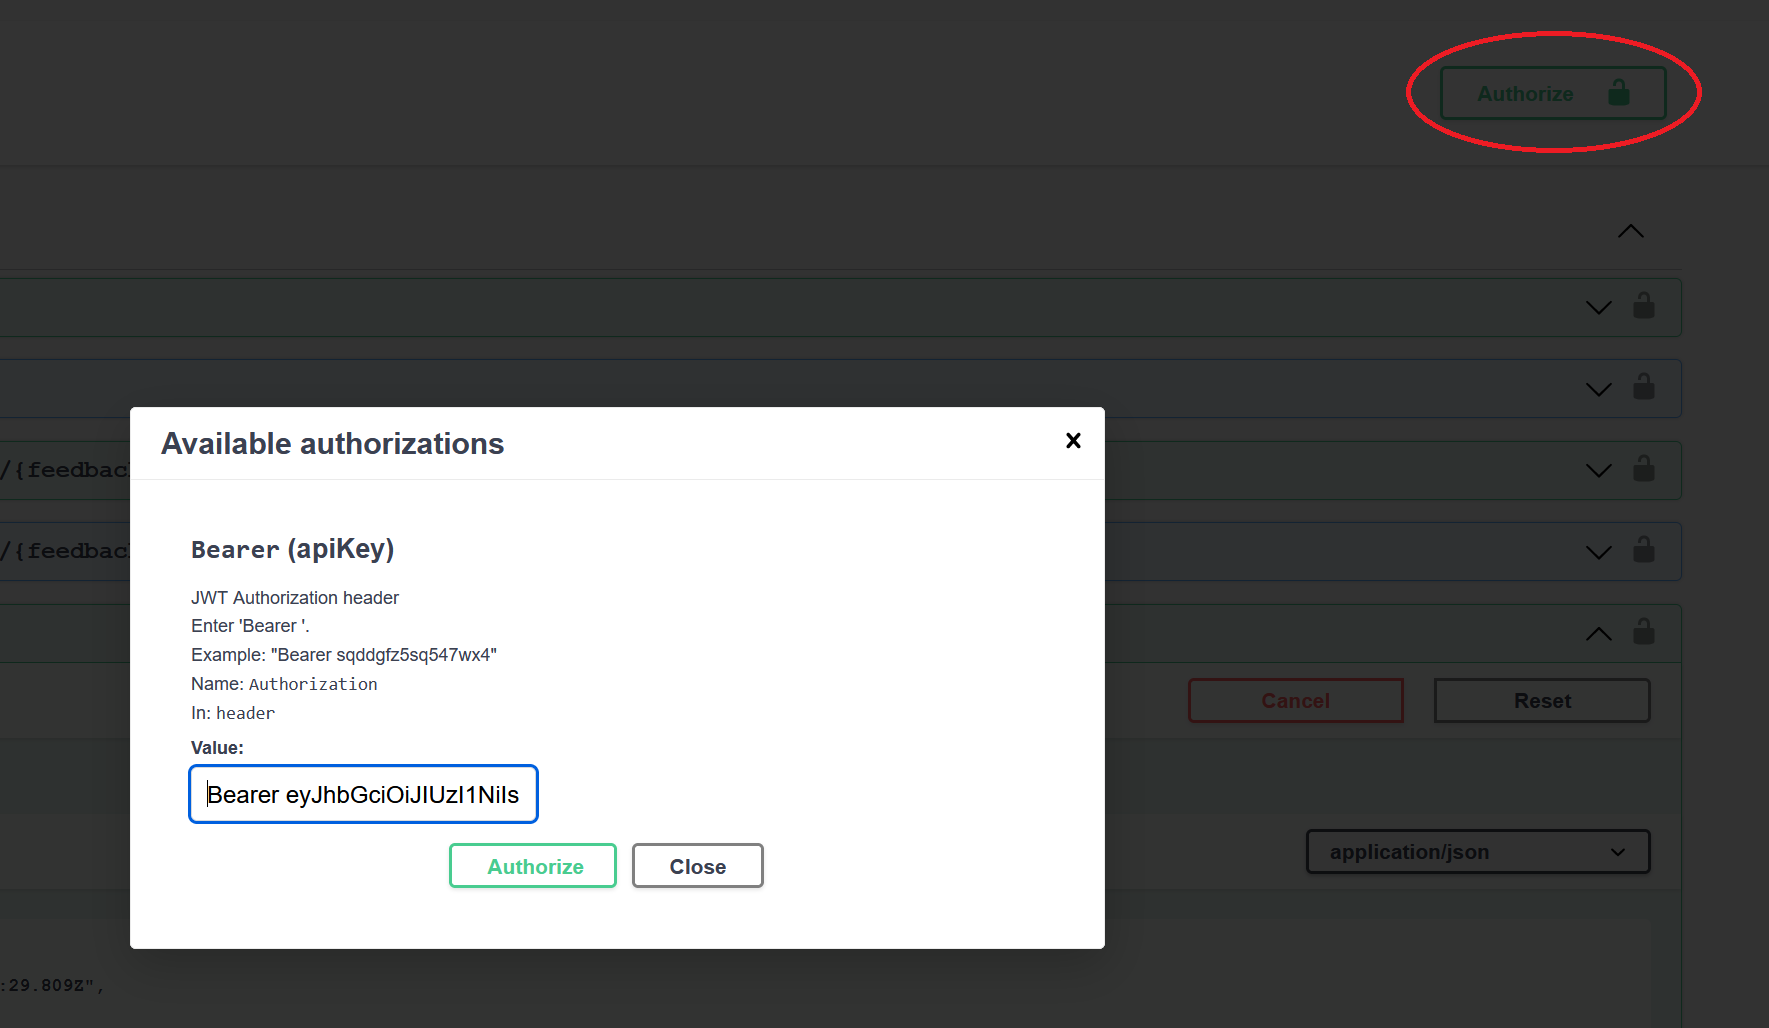 Authorize
/{feedbac
/{feedbac
Available authorizations
Bearer (apiKey)
JWT Authorization header
Enter 'Bearer '.
Example: "Bearer sqddgfz5sq547wx4"
Name: Authorization
In: header
Value:
Bearer eyJhbGciOiJIUzI1NiIs
Authorize Close
Cancel Reset
application/json
:29.809Z",